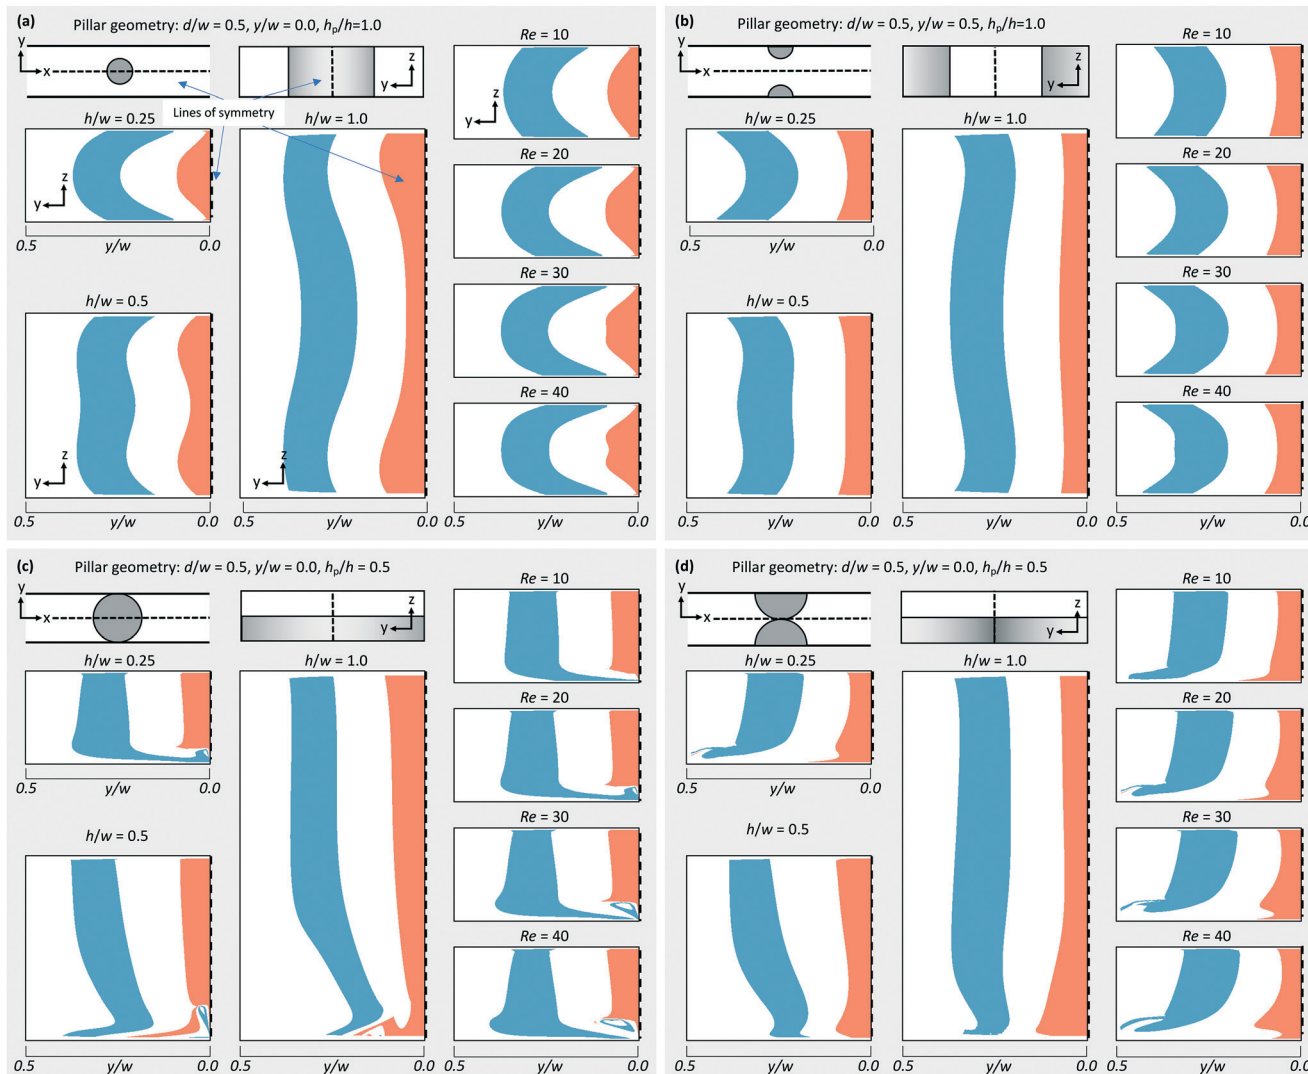 (a) Pillar geometry: d/w = 0.5, y/w = 0.0, hp/h=1.0
y
x
z
y
Lines of symmetry
h/w = 0.25
z
y
0.5 y/w 0.0
h/w = 0.5
z
y
0.5 y/w 0.0
h/w = 1.0
z
y
0.5 y/w 0.0
Re = 10
z
y
Re = 20
Re = 30
Re = 40
0.5 y/w 0.0
(b) Pillar geometry: d/w = 0.5, y/w = 0.5, hp/h=1.0
y
x
z
y
h/w = 0.25
0.5 y/w 0.0
h/w = 0.5
0.5 y/w 0.0
h/w = 1.0
0.5 y/w 0.0
Re = 10
Re = 20
Re = 30
Re = 40
0.5 y/w 0.0
(c) Pillar geometry: d/w = 0.5, y/w = 0.0, hp/h = 0.5
y
x
z
y
h/w = 0.25
0.5 y/w 0.0
h/w = 0.5
0.5 y/w 0.0
h/w = 1.0
0.5 y/w 0.0
Re = 10
Re = 20
Re = 30
Re = 40
0.5 y/w 0.0
(d) Pillar geometry: d/w = 0.5, y/w = 0.0, hp/h = 0.5
y
x
z
y
h/w = 0.25
0.5 y/w 0.0
h/w = 0.5
0.5 y/w 0.0
h/w = 1.0
0.5 y/w 0.0
Re = 10
Re = 20
Re = 30
Re = 40
0.5 y/w 0.0